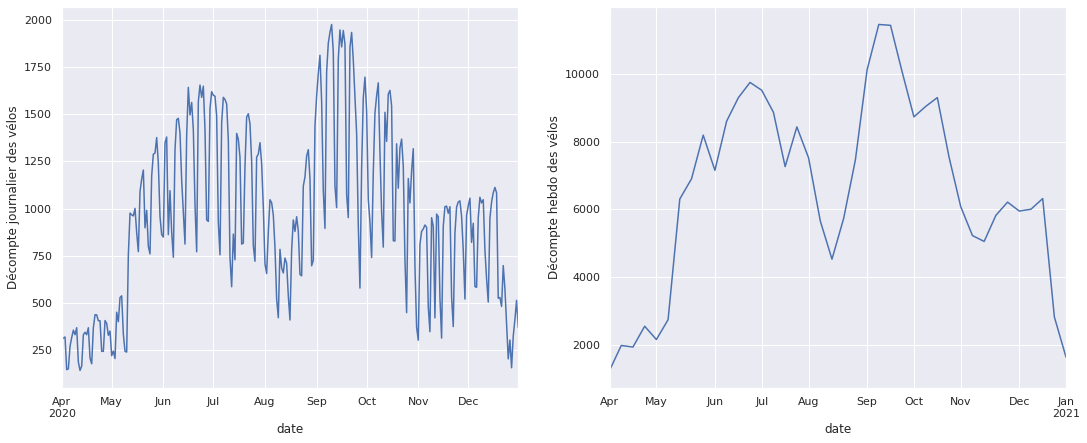 Décompte journalier des vélos
2000
1750
1500
1250
1000
750
500
250
Apr May Jun Jul Aug Sep Oct Nov Dec
2020
date
Décompte hebdo des vélos
10000
8000
6000
4000
2000
Apr May Jun Jul Aug Sep Oct Nov Dec Jan
2021
date